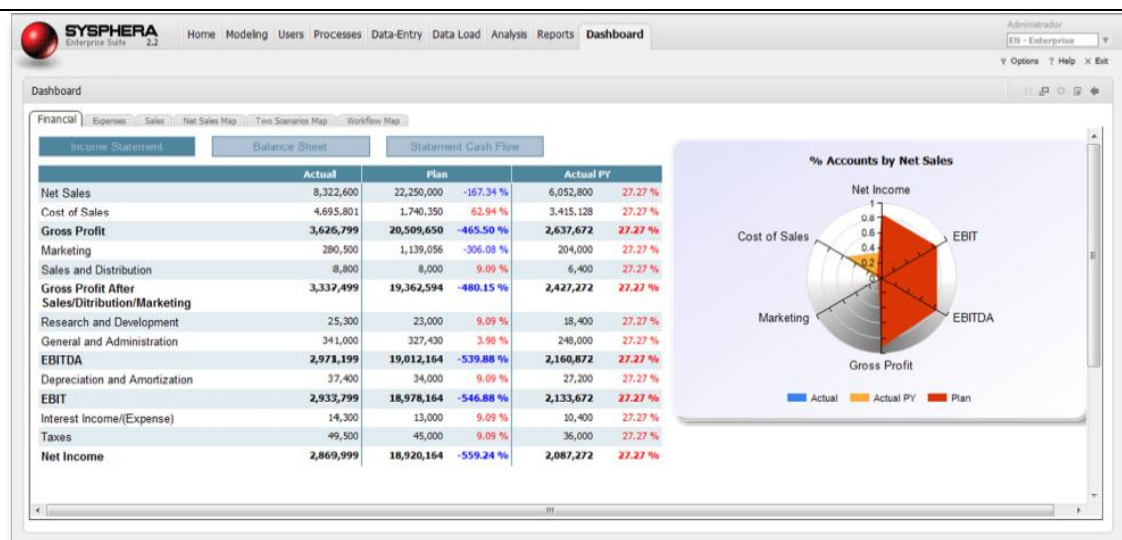 SYSPHERA
Enterprise Suite 2.2
Home Modeling Users Processes Data-Entry Data Load Analysis Reports Dashboard
Administrador
EN - Enterprise
Options ? Help X Exit
Dashboard
Financial Expenses Sales Net Sales Map Two Scenarios Map Workflow Map
Income Statement Balance Sheet Statement Cash Flow
Actual Plan Actual PY
Net Sales 8,322,600 22,250,000 -167.34 % 6,052,800 27.27 %
Cost of Sales 4,695,801 1,740,350 62.94 % 3,415,128 27.27 %
Gross Profit 3,626,799 20,509,650 -465.50 % 2,637,672 27.27 %
Marketing 280,500 1,139,056 -306.08 % 204,000 27.27 %
Sales and Distribution 8,800 8,000 9.09 % 6,400 27.27 %
Gross Profit After 3,337,499 19,362,594 -480.15 % 2,427,272 27.27 %
Sales/Ditribution/Marketing
Research and Development 25,300 23,000 9.09 % 18,400 27.27 %
General and Administration 341,000 327,430 3.98 % 248,000 27.27 %
EBITDA 2,971,199 19,012,164 -539.88 % 2,160,872 27.27 %
Depreciation and Amortization 37,400 34,000 9.09 % 27,200 27.27 %
EBIT 2,933,799 18,978,164 -546.88 % 2,133,672 27.27 %
Interest Income/(Expense) 14,300 13,000 9.09 % 10,400 27.27 %
Taxes 49,500 45,000 9.09 % 36,000 27.27 %
Net Income 2,869,999 18,920,164 -559.24 % 2,087,272 27.27 %
% Accounts by Net Sales
Net Income
1
0.8
0.6
0.4
0.2
0
Cost of Sales
EBIT
Marketing
EBITDA
Gross Profit
Actual Actual PY Plan